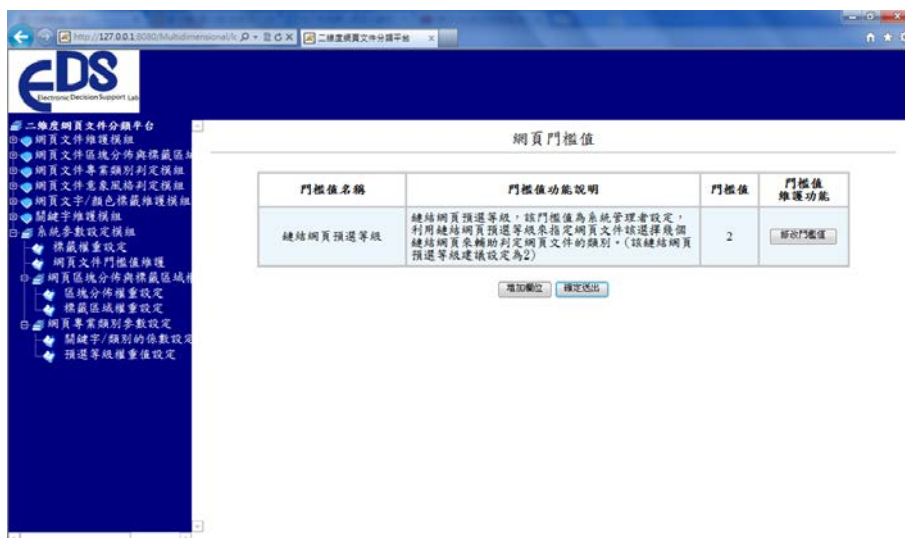 http://127.0.0.1:8080/Multidimensional/lc
二維度網頁文件分類平台
EDS
Electronic Decision Support Lab
二維度網頁文件分類平台
網頁文件維護模組
網頁文件區塊分佈與標籤區域
網頁文件專業類別判定模組
網頁文件意象風格判定模組
網頁文字/顏色標籤維護模組
關鍵字維護模組
系統參數設定模組
標籤權重設定
網頁文件門檻值維護
網頁區塊分佈與標籤區域權
區塊分佈權重設定
標籤區域權重設定
網頁專業類別參數設定
關鍵字/類別的係數設定
預選等級權重值設定
網頁門檻值
門檻值名稱 門檻值功能說明 門檻值 門檻值
維護功能
鏈結網頁預選等級 鏈結網頁預選等級，該門檻值為系統管理者設定，
利用鏈結網頁預選等級來指定網頁文件該選擇幾個
鏈結網頁來輔助判定網頁文件的類別。(該鏈結網頁
預選等級建議設定為2) 2 修改門檻值
增加欄位 確定送出